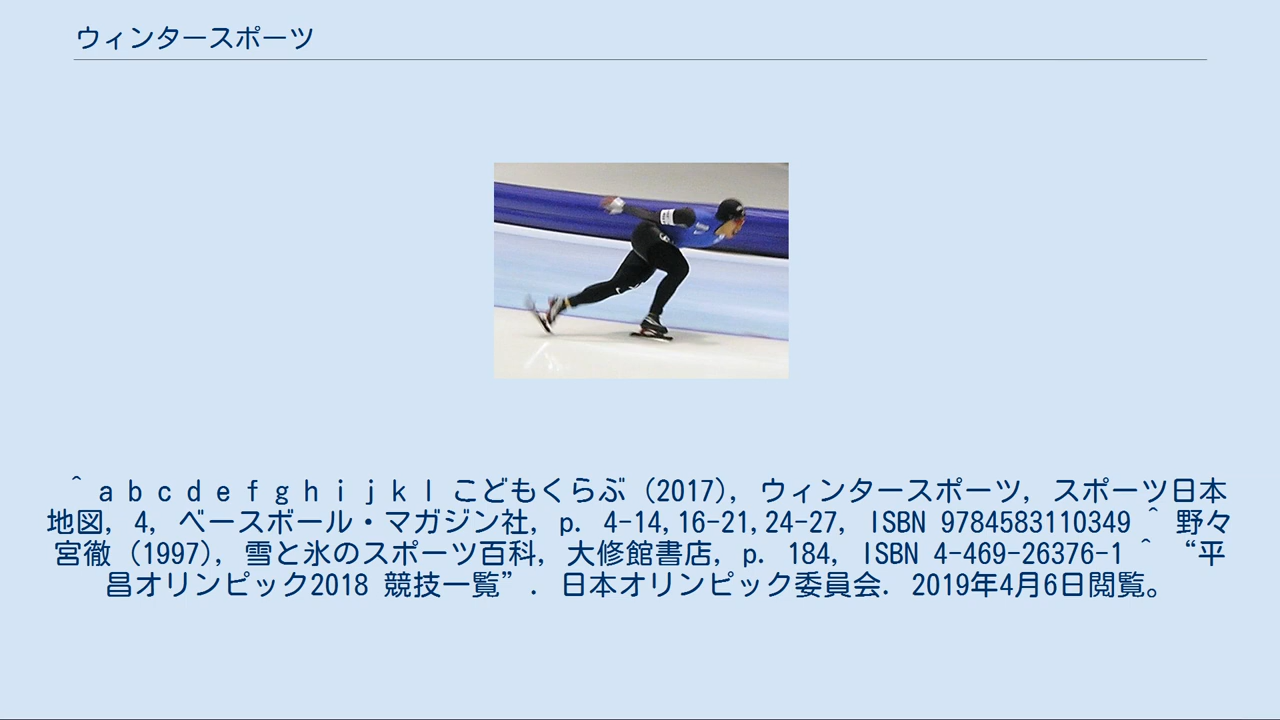 ウィンタースポーツ
^ a b c d e f g h i j k l こどもくらぶ (2017), ウィンタースポーツ, スポーツ日本
地図, 4, ベースボール・マガジン社, p. 4-14,16-21,24-27, ISBN 9784583110349 ^ 野々
宮徹 (1997), 雪と氷のスポーツ百科, 大修館書店, p. 184, ISBN 4-469-26376-1 ^ “平
昌オリンピック2018 競技一覧”. 日本オリンピック委員会. 2019年4月6日閲覧。